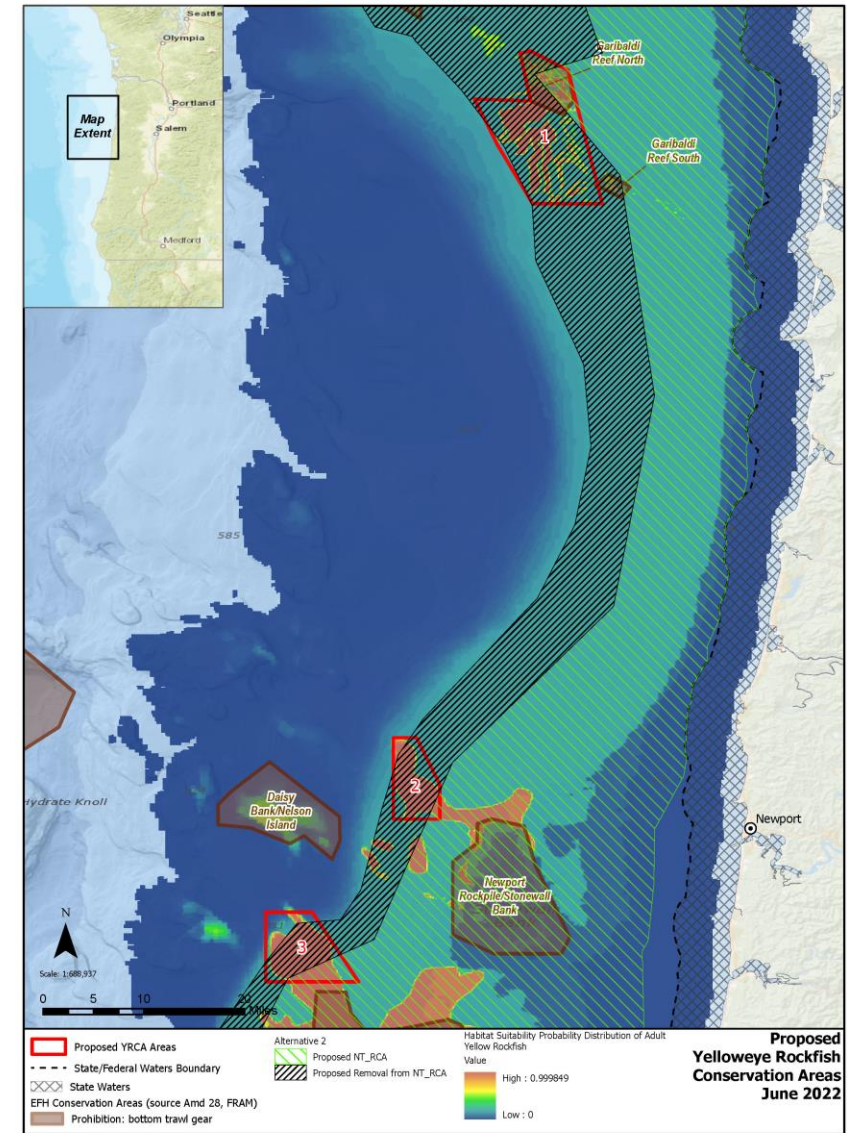 Seattle
Olympia
Portland
Map
Extent
Salem
Medford
Garibaldi
Reef North
1
Garibaldi
Reef South
585
2
Daisy
Bank/Nelson
Island
Hydrate Knoll
Newport
Newport
Rockpile/Stonewall
Bank
3
N
Scale: 1:688,937
0 5 10 20
Miles
Proposed YRCA Areas
State/Federal Waters Boundary
State Waters
EFH Conservation Areas (source Amd 28, FRAM)
Prohibition: bottom trawl gear
Alternative 2
Proposed NT_RCA
Proposed Removal from NT_RCA
Habitat Suitability Probability Distribution of Adult
Yellow Rockfish
Value
High : 0.999849
Low : 0
Proposed
Yelloweye Rockfish
Conservation Areas
June 2022